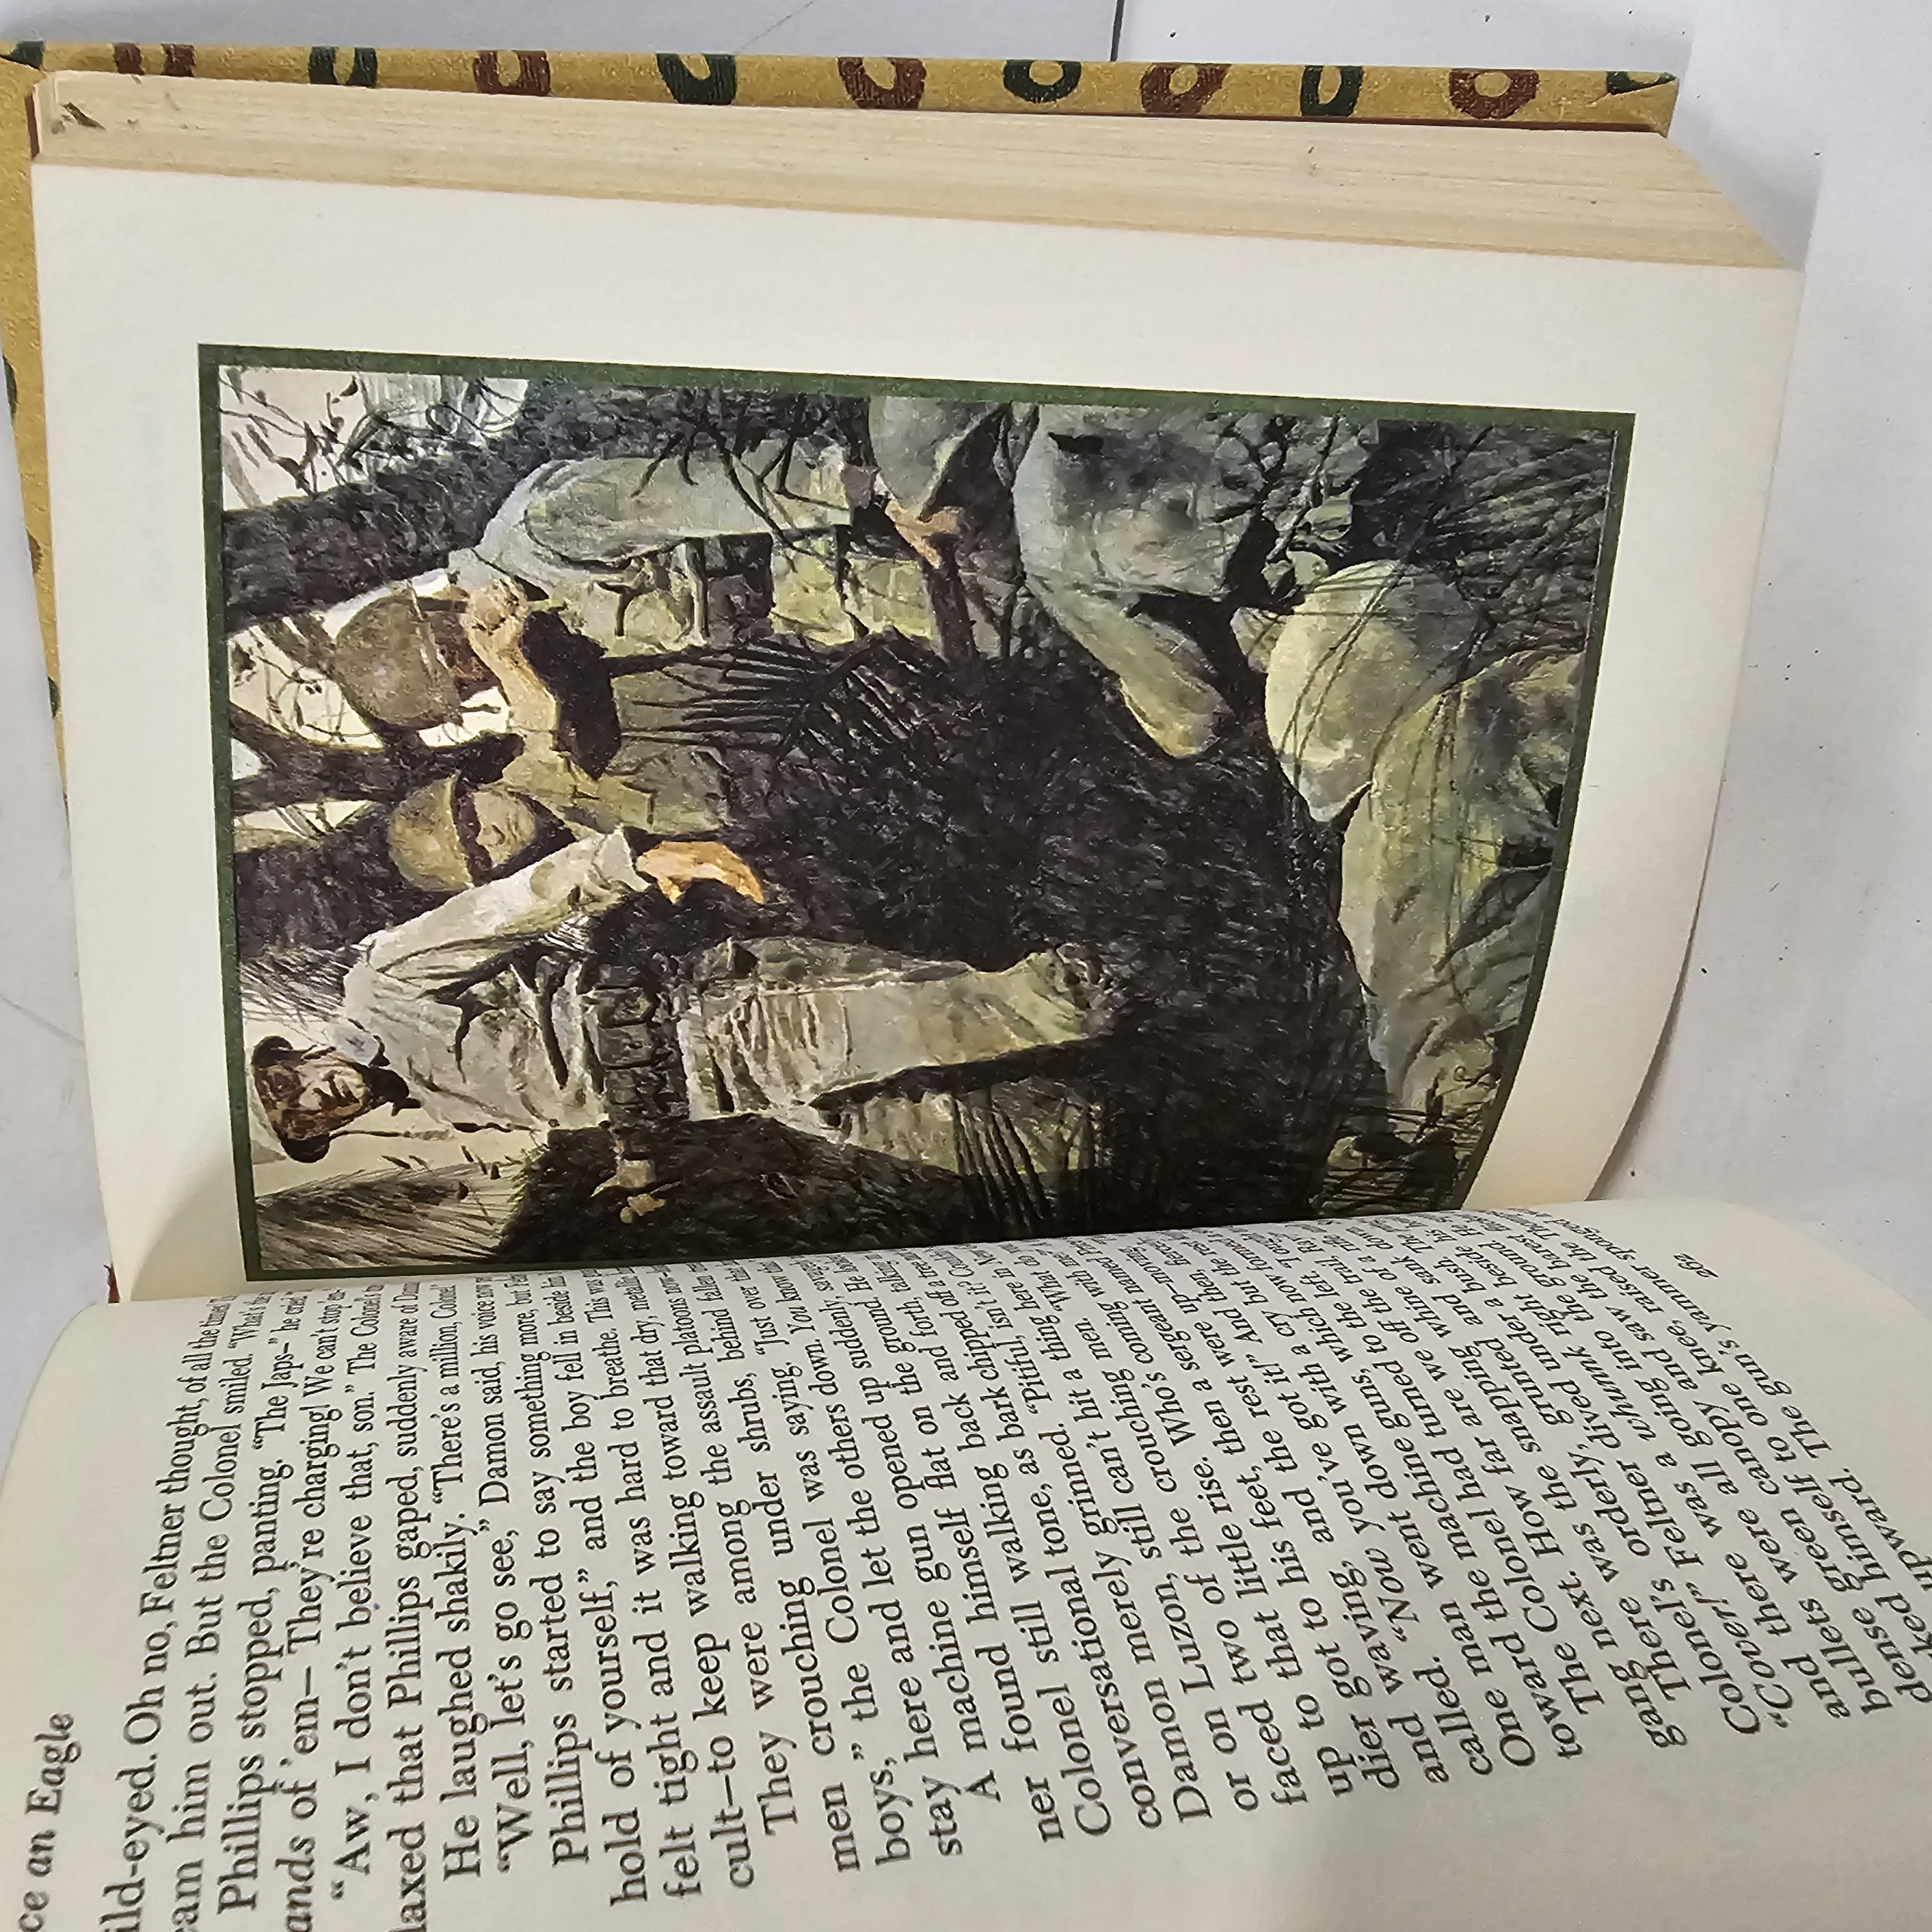 ce an Eagle
ild-eyed. Oh no, Feltner thought, of all the times!
eam him out. But the Colonel smiled. “What's the
Phillips stopped, panting. “The Japs—” he cried.
ands of 'em— They're charging! We can't stop 'em—
“Aw, I don't believe that, son.” The Colonel's
laxed that Phillips gaped, suddenly aware of
He laughed shakily. “There's a million, Colonel
“Well, let's go see,” Damon said, his voice now
Phillips started to say something more, but
hold of yourself,” and the boy fell in beside him
felt tight and it was hard to breathe. This was
cult—to keep walking toward that dry, metallic
They were among the assault platoons now—
men crouching under shrubs, behind fallen
boys,” the Colonel was saying. “Just over that
stay here and let the others down. You know that
A machine gun opened up suddenly, savagely
ner found himself flat on the ground. He looked
Colonel still walking back and forth, talking in
conversational tone, as bark chipped off a tree
Damon merely grinned. “Pitiful, isn't it?
or on Luzon, still can't hit a thing here in New
faced two of the crouching men. “What do
up to that little rise. Who's coming with me?”
dier got to his feet, then a sergeant named
and waving, and the rest were up—moving.
called. “Now you've got it!” And then, fiercely
One man went down with a cry but the rest
toward the machine guns, which now formed a
The Colonel had turned to the left. “I ought
gang next. How far are we off the trail, Ray?”
There was the snapping whine of a rifle
Colonel's orderly, grunted and sank down.
“Cover!” Feltner dived under a bush. The
and there was a whunnk right beside his
bullets were all going into the ground. He
dense green canopy and saw the barest
ked himself to one knee, raised the
upward. The gun's yammer sponged
262